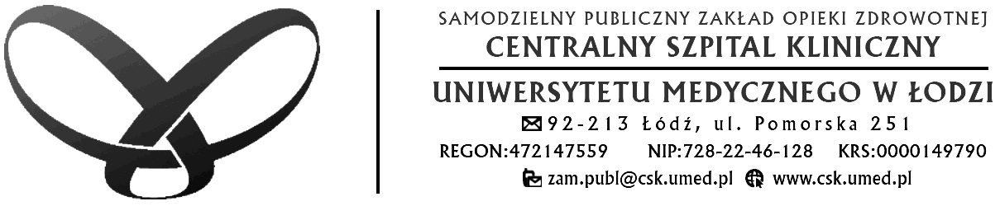 SAMODZIELNY PUBLICZNY ZAKŁAD OPIEKI ZDROWOTNEJ
CENTRALNY SZPITAL KLINICZNY
UNIWERSYTETU MEDYCZNEGO W ŁODZI
92-213 Łódź, ul. Pomorska 251
REGON:472147559 NIP:728-22-46-128 KRS:0000149790
zam.publ@csk.umed.pl www.csk.umed.pl